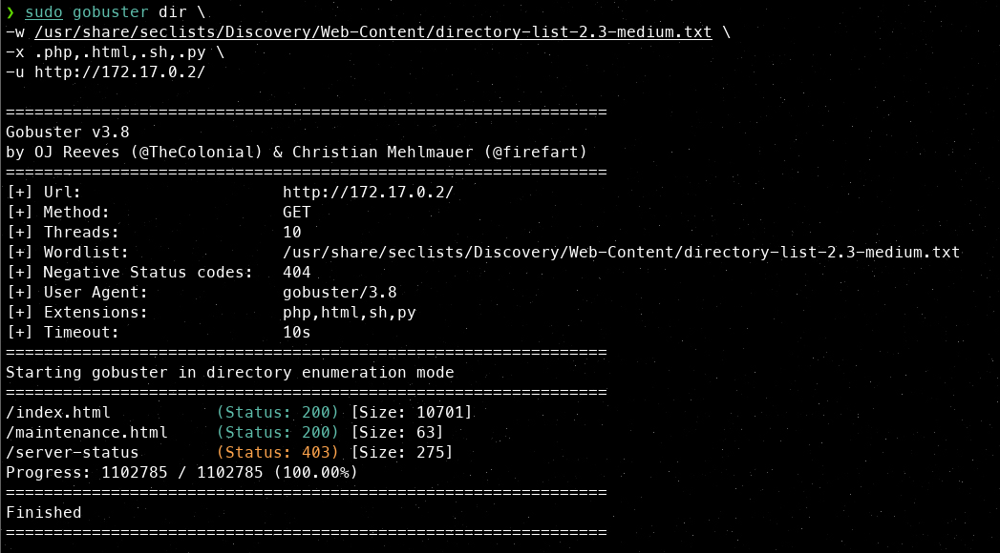 ❯ sudo gobuster dir \
-w /usr/share/seclists/Discovery/Web-Content/directory-list-2.3-medium.txt \
-x .php,.html,.sh,.py \
-u http://172.17.0.2/
===============================================================
Gobuster v3.8
by OJ Reeves (@TheColonial) & Christian Mehlmauer (@firefart)
===============================================================
[+] Url:                     http://172.17.0.2/
[+] Method:                  GET
[+] Threads:                 10
[+] Wordlist:                /usr/share/seclists/Discovery/Web-Content/directory-list-2.3-medium.txt
[+] Negative Status codes:   404
[+] User Agent:              gobuster/3.8
[+] Extensions:              php,html,sh,py
[+] Timeout:                 10s
===============================================================
Starting gobuster in directory enumeration mode
===============================================================
/index.html           (Status: 200) [Size: 10701]
/maintenance.html     (Status: 200) [Size: 63]
/server-status        (Status: 403) [Size: 275]
Progress: 1102785 / 1102785 (100.00%)
===============================================================
Finished
===============================================================